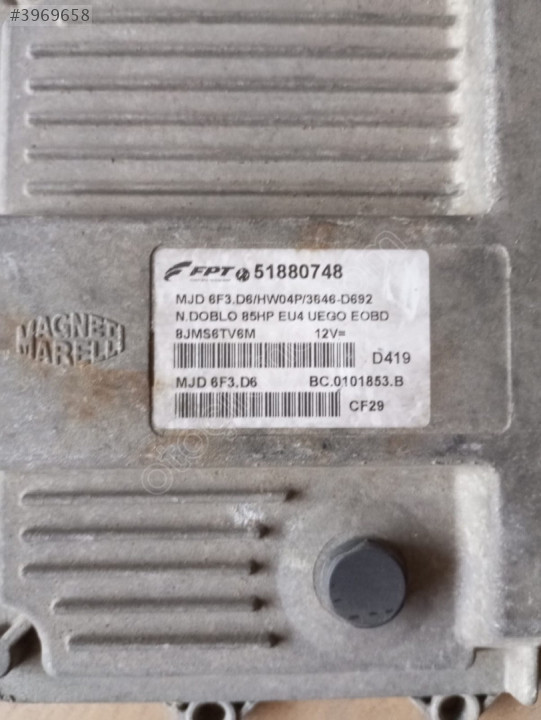 #3969658
FPT 51880748
MJD 6F3.D6/HW04P/3646-D692
N.DOBLO 85HP EU4 UEGO EOBD
8JMS6TV6M 12V=
D419
MJD 6F3.D6 BC.0101853.B
CF29
MAGNETI
MARELLI